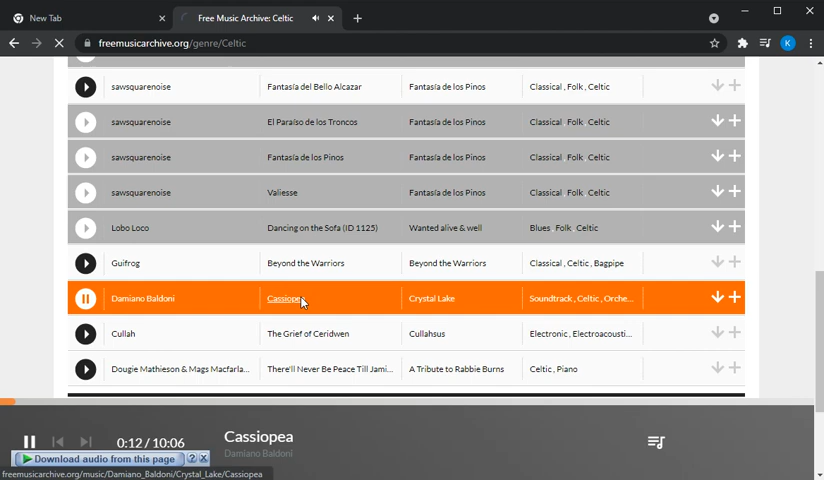 New Tab
Free Music Archive: Celtic
freemusicarchive.org/genre/Celtic
K
sawsquarenoise Fantasía del Bello Alcazar Fantasía de los Pinos Classical, Folk, Celtic
sawsquarenoise El Paraíso de los Troncos Fantasía de los Pinos Classical Folk Celtic
sawsquarenoise Fantasía de los Pinos Fantasía de los Pinos Classical Folk Celtic
sawsquarenoise Valiesse Fantasía de los Pinos Classical Folk Celtic
Lobo Loco Dancing on the Sofa (ID 1125) Wanted alive & well Blues Folk Celtic
Guifrog Beyond the Warriors Beyond the Warriors Classical, Celtic, Bagpipe
Damiano Baldoni Cassiopea Crystal Lake Soundtrack, Celtic, Orche...
Cullah The Grief of Ceridwen Cullahsus Electronic, Electroacousti...
Dougie Mathieson & Mags Macfarla... There'll Never Be Peace Till Jami... A Tribute to Rabbie Burns Celtic, Piano
0:12 / 10:06
Cassiopea
Damiano Baldoni
Download audio from this page ? X
freemusicarchive.org/music/Damiano_Baldoni/Crystal_Lake/Cassiopea